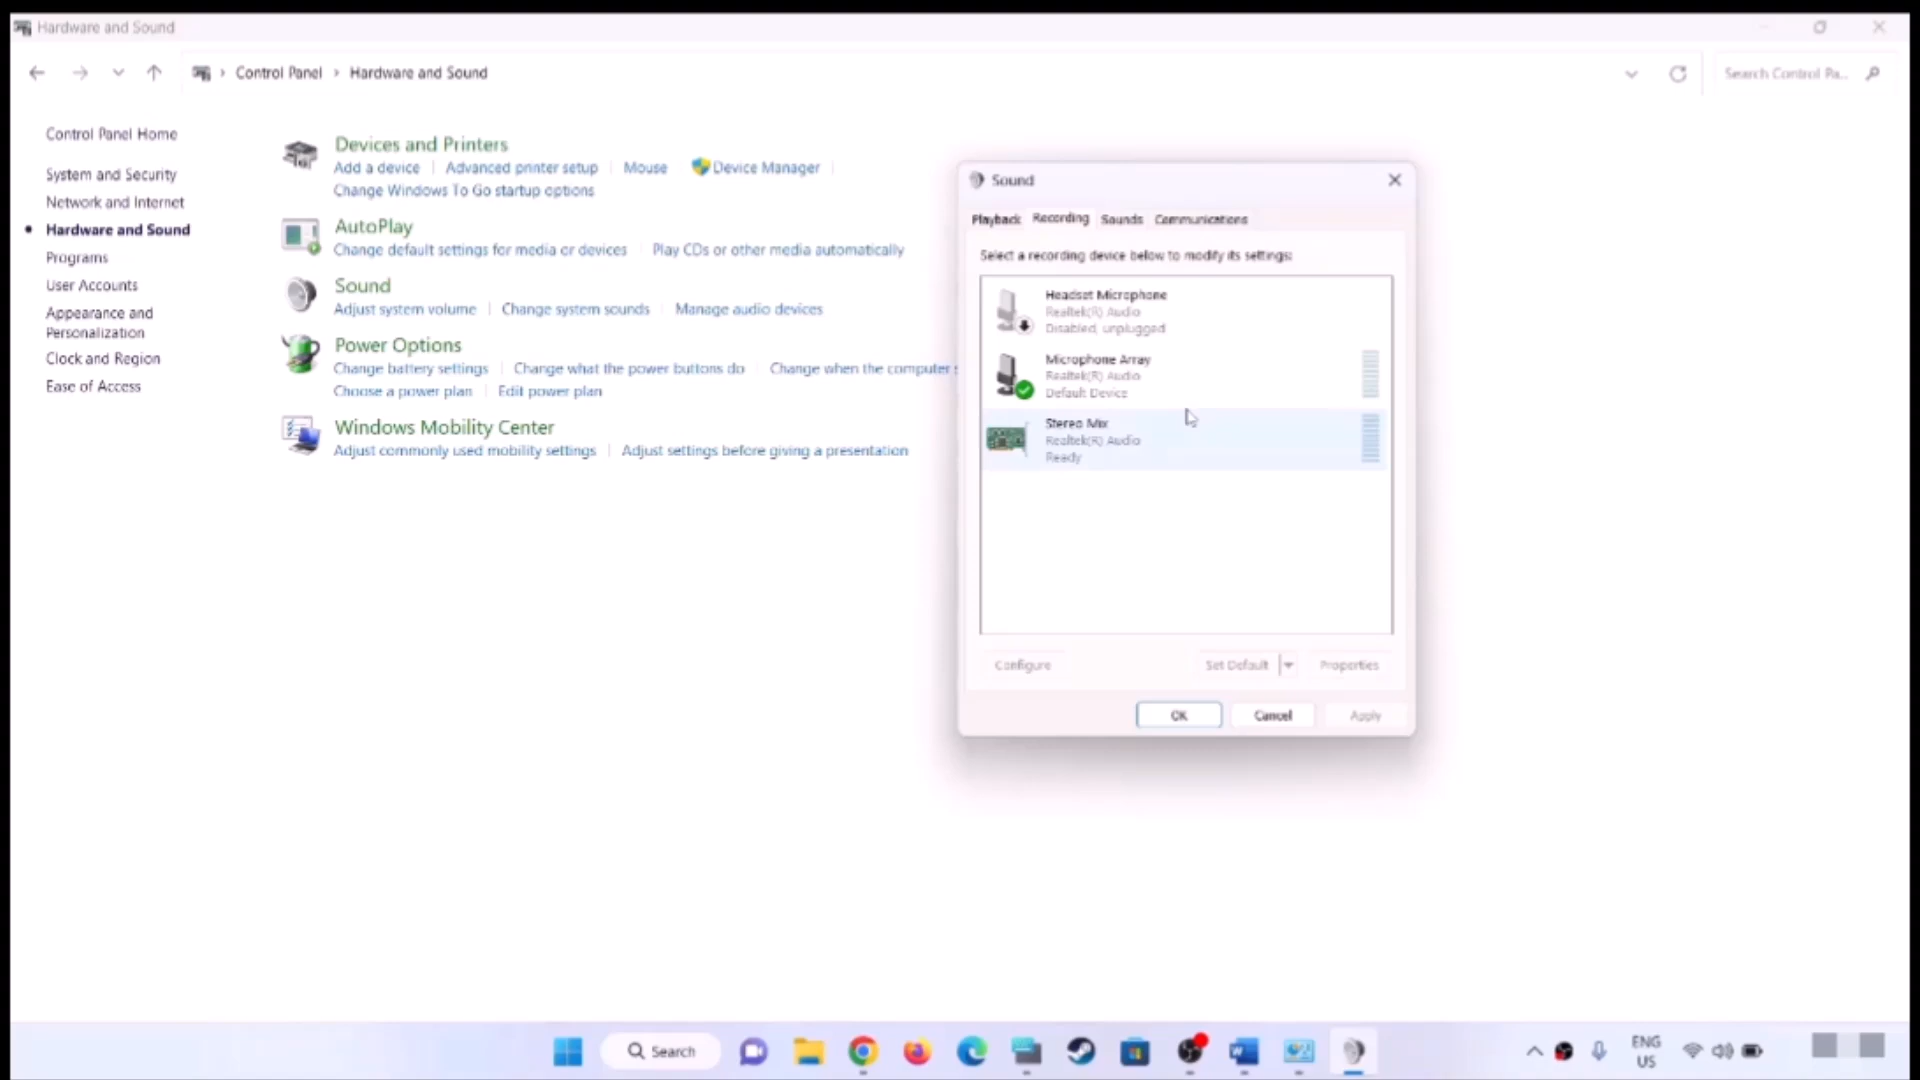 Hardware and Sound
Control Panel › Hardware and Sound
Search Control Pa...
Control Panel Home
System and Security
Network and Internet
Hardware and Sound
Programs
User Accounts
Appearance and
Personalization
Clock and Region
Ease of Access
Devices and Printers
Add a device
Advanced printer setup
Mouse
Device Manager
Change Windows To Go startup options
AutoPlay
Change default settings for media or devices
Play CDs or other media automatically
Sound
Adjust system volume
Change system sounds
Manage audio devices
Power Options
Change battery settings
Change what the power buttons do
Change when the computer s
Choose a power plan
Edit power plan
Windows Mobility Center
Adjust commonly used mobility settings
Adjust settings before giving a presentation
Sound
Playback
Recording
Sounds
Communications
Select a recording device below to modify its settings:
Headset Microphone
Realtek(R) Audio
Disabled, unplugged
Microphone Array
Realtek(R) Audio
Default Device
Stereo Mix
Realtek(R) Audio
Ready
Configure
Set Default
Properties
OK
Cancel
Apply
Search
ENG
US